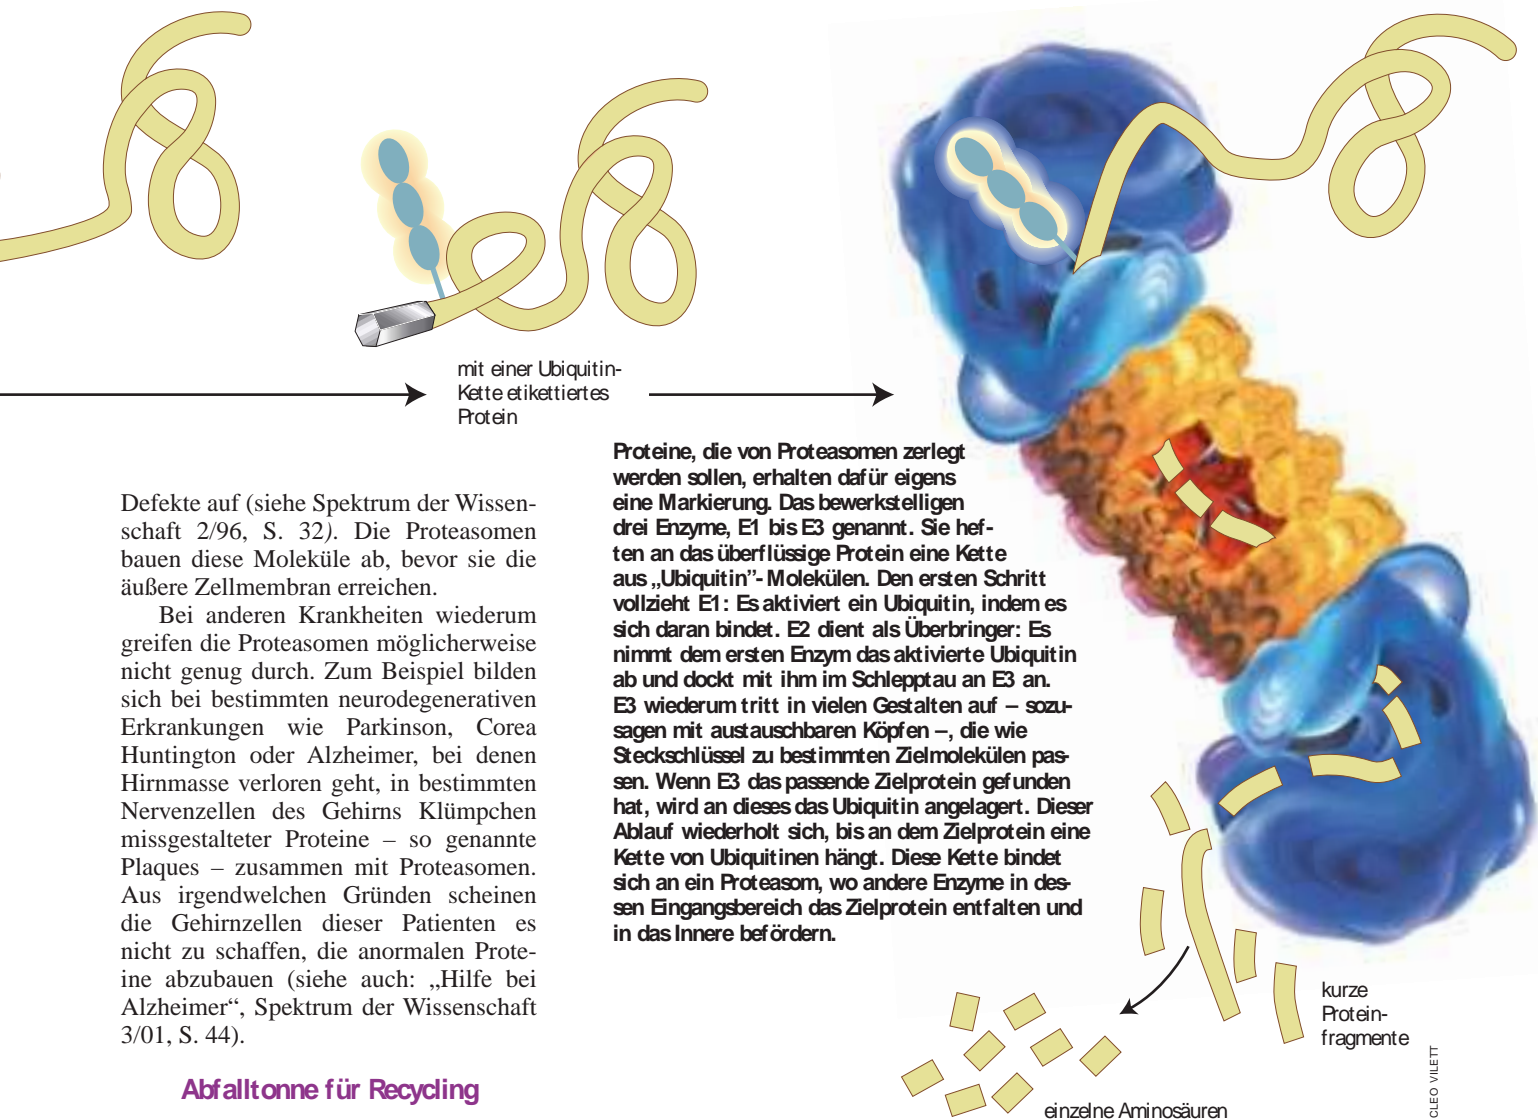 mit einer Ubiquitin-
Kette etikettiertes
Protein
Defekte auf (siehe Spektrum der Wissen-
schaft 2/96, S. 32). Die Proteasomen
bauen diese Moleküle ab, bevor sie die
äußere Zellmembran erreichen.
Bei anderen Krankheiten wiederum
greifen die Proteasomen möglicherweise
nicht genug durch. Zum Beispiel bilden
sich bei bestimmten neurodegenerativen
Erkrankungen wie Parkinson, Corea
Huntington oder Alzheimer, bei denen
Hirnmasse verloren geht, in bestimmten
Nervenzellen des Gehirns Klümpchen
missgestalteter Proteine – so genannte
Plaques – zusammen mit Proteasomen.
Aus irgendwelchen Gründen scheinen
die Gehirnzellen dieser Patienten es
nicht zu schaffen, die anormalen Prote-
ine abzubauen (siehe auch: „Hilfe bei
Alzheimer“, Spektrum der Wissenschaft
3/01, S. 44).
Abfalltonne für Recycling
Proteine, die von Proteasomen zerlegt
werden sollen, erhalten dafür eigens
eine Markierung. Das bewerkstelligen
drei Enzyme, E1 bis E3 genannt. Sie hef-
ten an das überflüssige Protein eine Kette
aus „Ubiquitin”-Molekülen. Den ersten Schritt
vollzieht E1: Es aktiviert ein Ubiquitin, indem es
sich daran bindet. E2 dient als Überbringer: Es
nimmt dem ersten Enzym das aktivierte Ubiquitin
ab und dockt mit ihm im Schlepptau an E3 an.
E3 wiederum tritt in vielen Gestalten auf – sozu-
sagen mit austauschbaren Köpfen –, die wie
Steckschlüssel zu bestimmten Zielmolekülen pas-
sen. Wenn E3 das passende Zielprotein gefunden
hat, wird an dieses das Ubiquitin angelagert. Dieser
Ablauf wiederholt sich, bis an dem Zielprotein eine
Kette von Ubiquitinen hängt. Diese Kette bindet
sich an ein Proteasom, wo andere Enzyme in des-
sen Eingangsbereich das Zielprotein entfalten und
in das Innere befördern.
kurze
Protein-
fragmente
einzelne Aminosäuren
CLEO VILETT